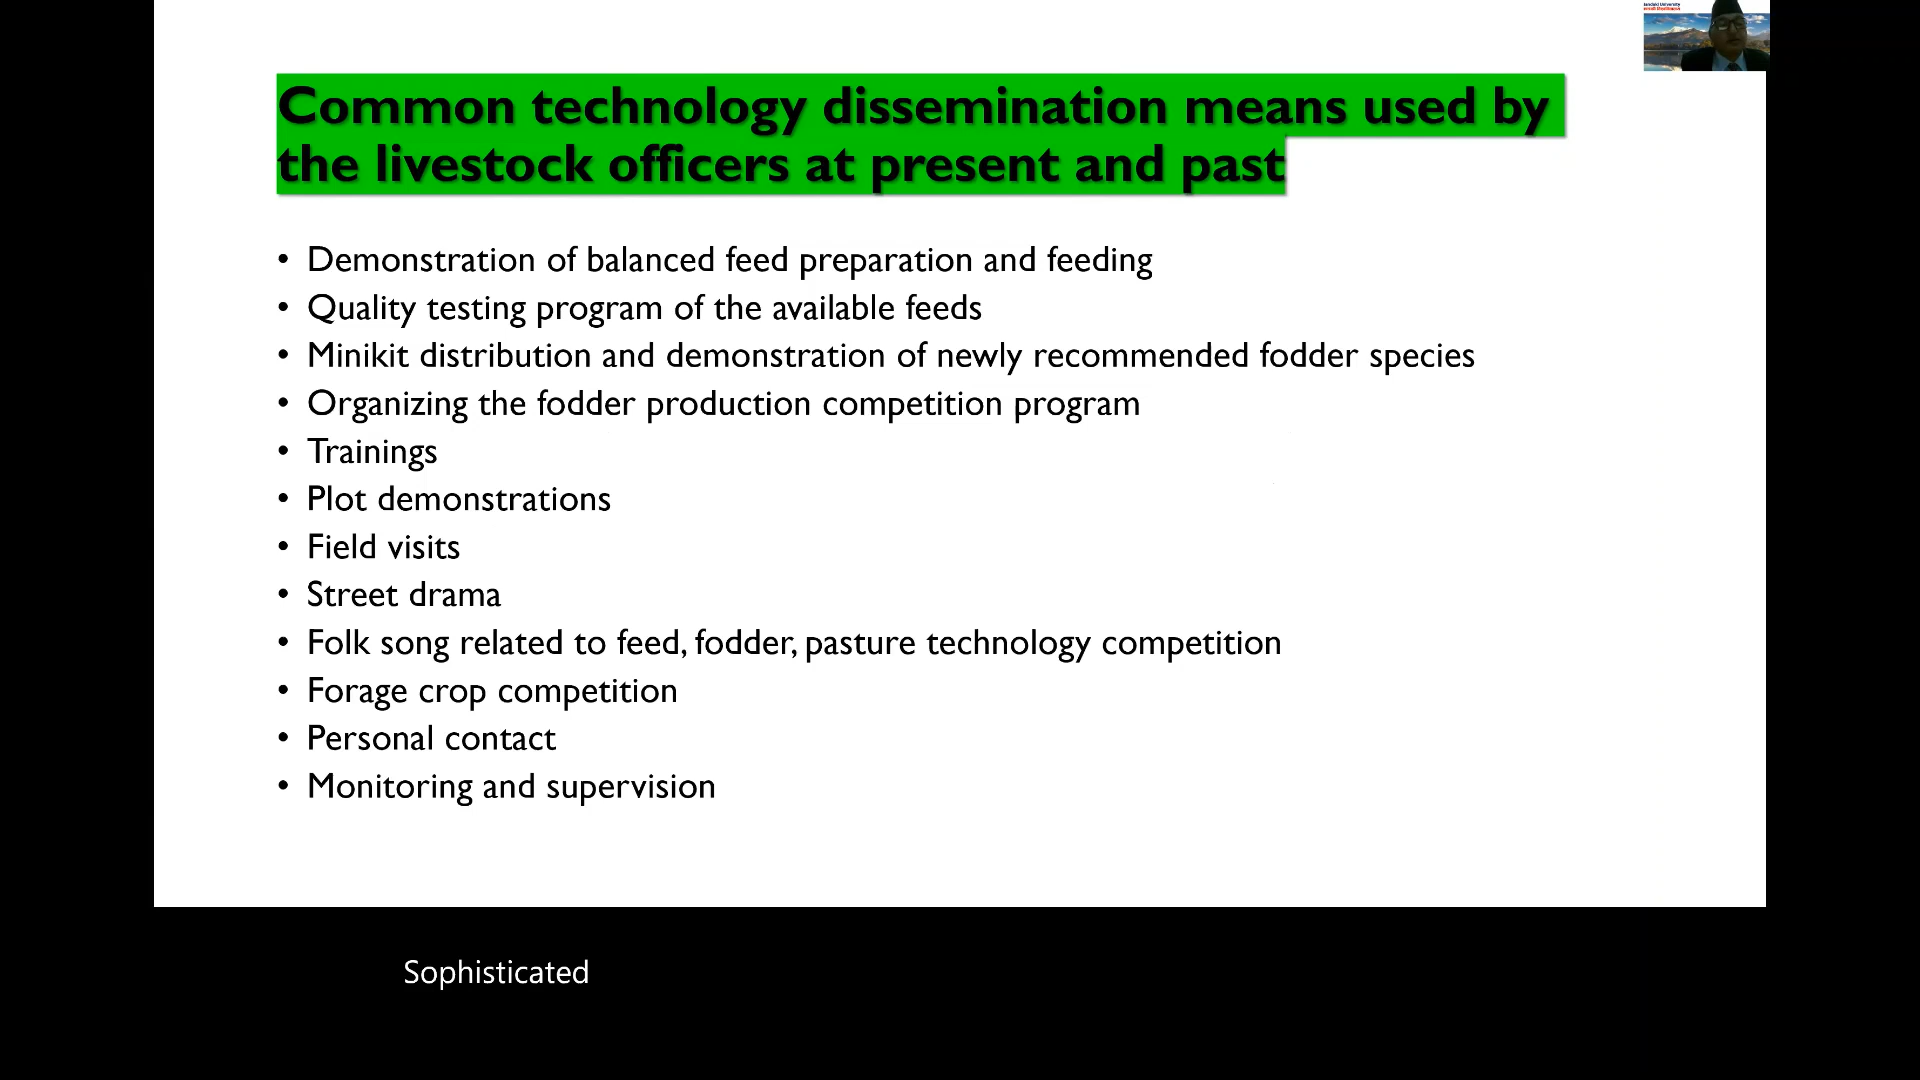 Common technology dissemination means used by
the livestock officers at present and past
• Demonstration of balanced feed preparation and feeding
• Quality testing program of the available feeds
• Minikit distribution and demonstration of newly recommended fodder species
• Organizing the fodder production competition program
• Trainings
• Plot demonstrations
• Field visits
• Street drama
• Folk song related to feed, fodder, pasture technology competition
• Forage crop competition
• Personal contact
• Monitoring and supervision
Sophisticated